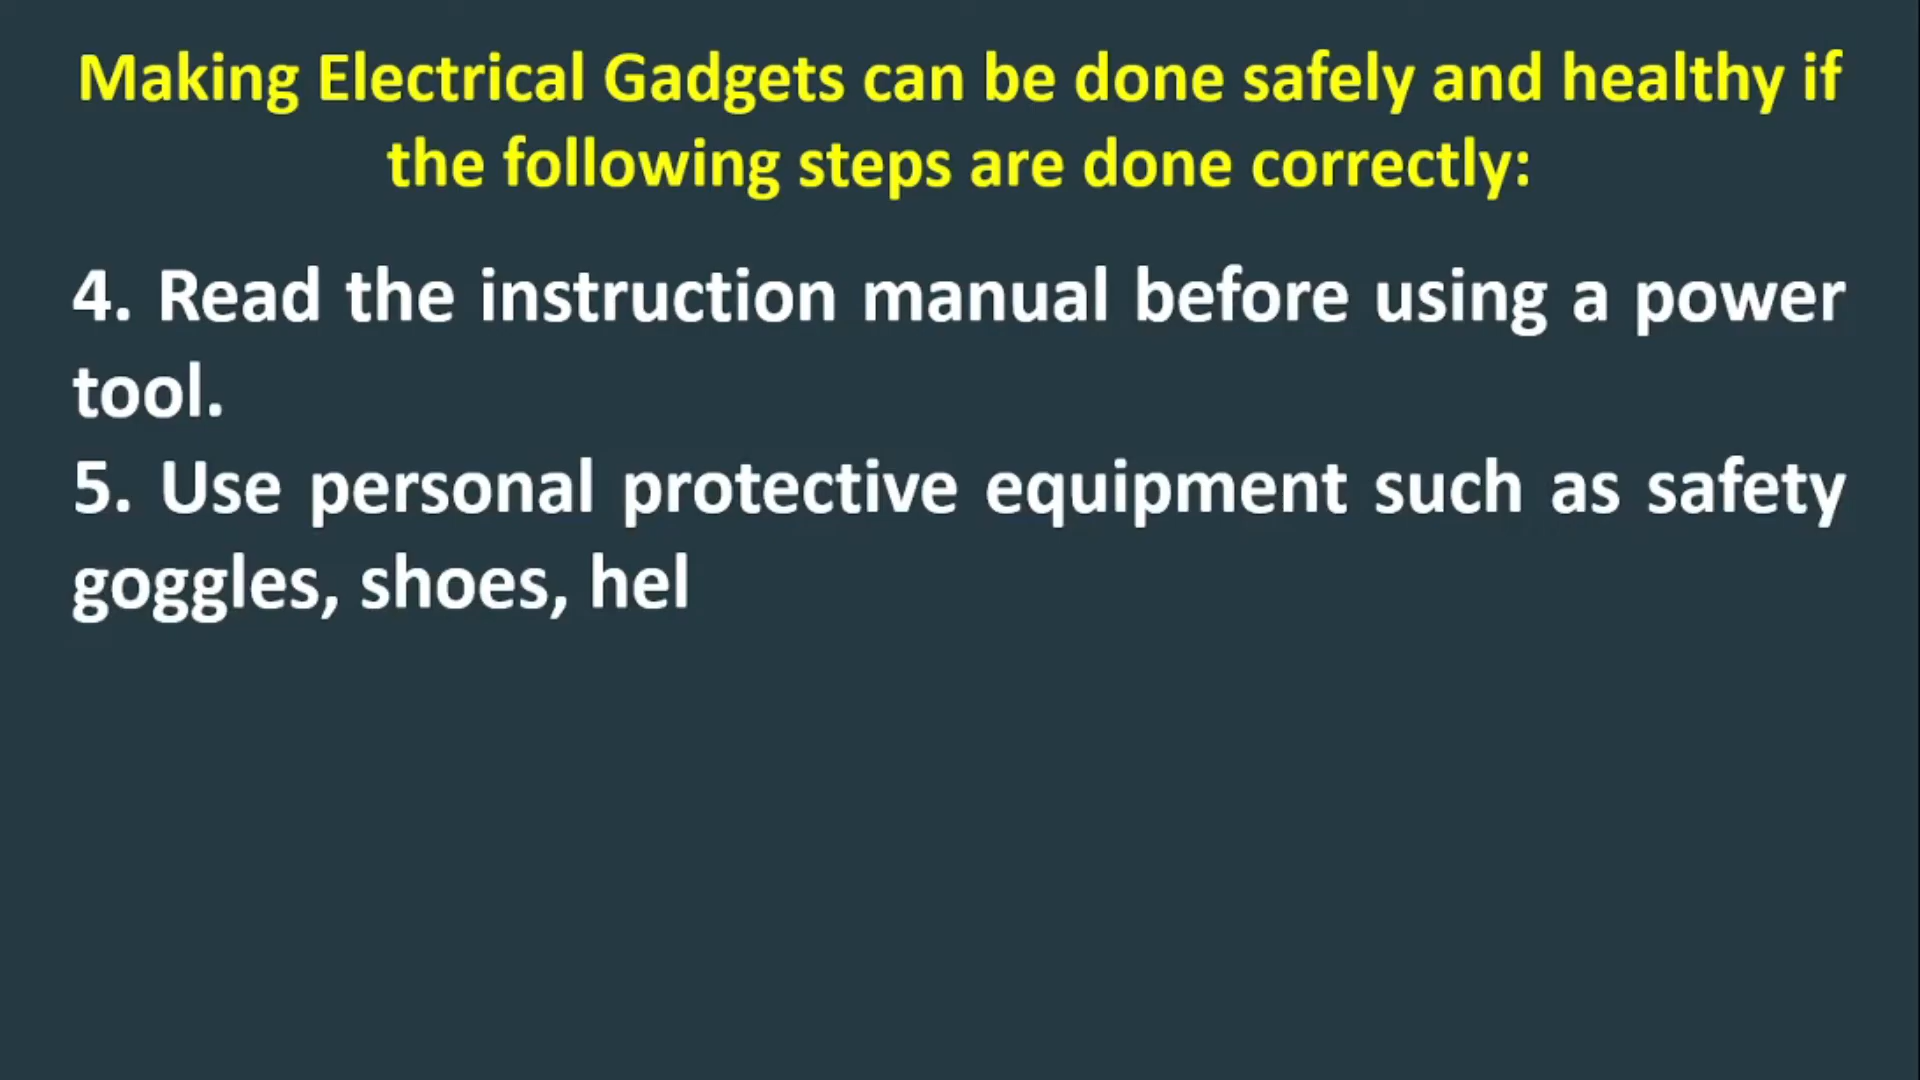 Making Electrical Gadgets can be done safely and healthy if
the following steps are done correctly:
4. Read the instruction manual before using a power
tool.
5. Use personal protective equipment such as safety
goggles, shoes, hel